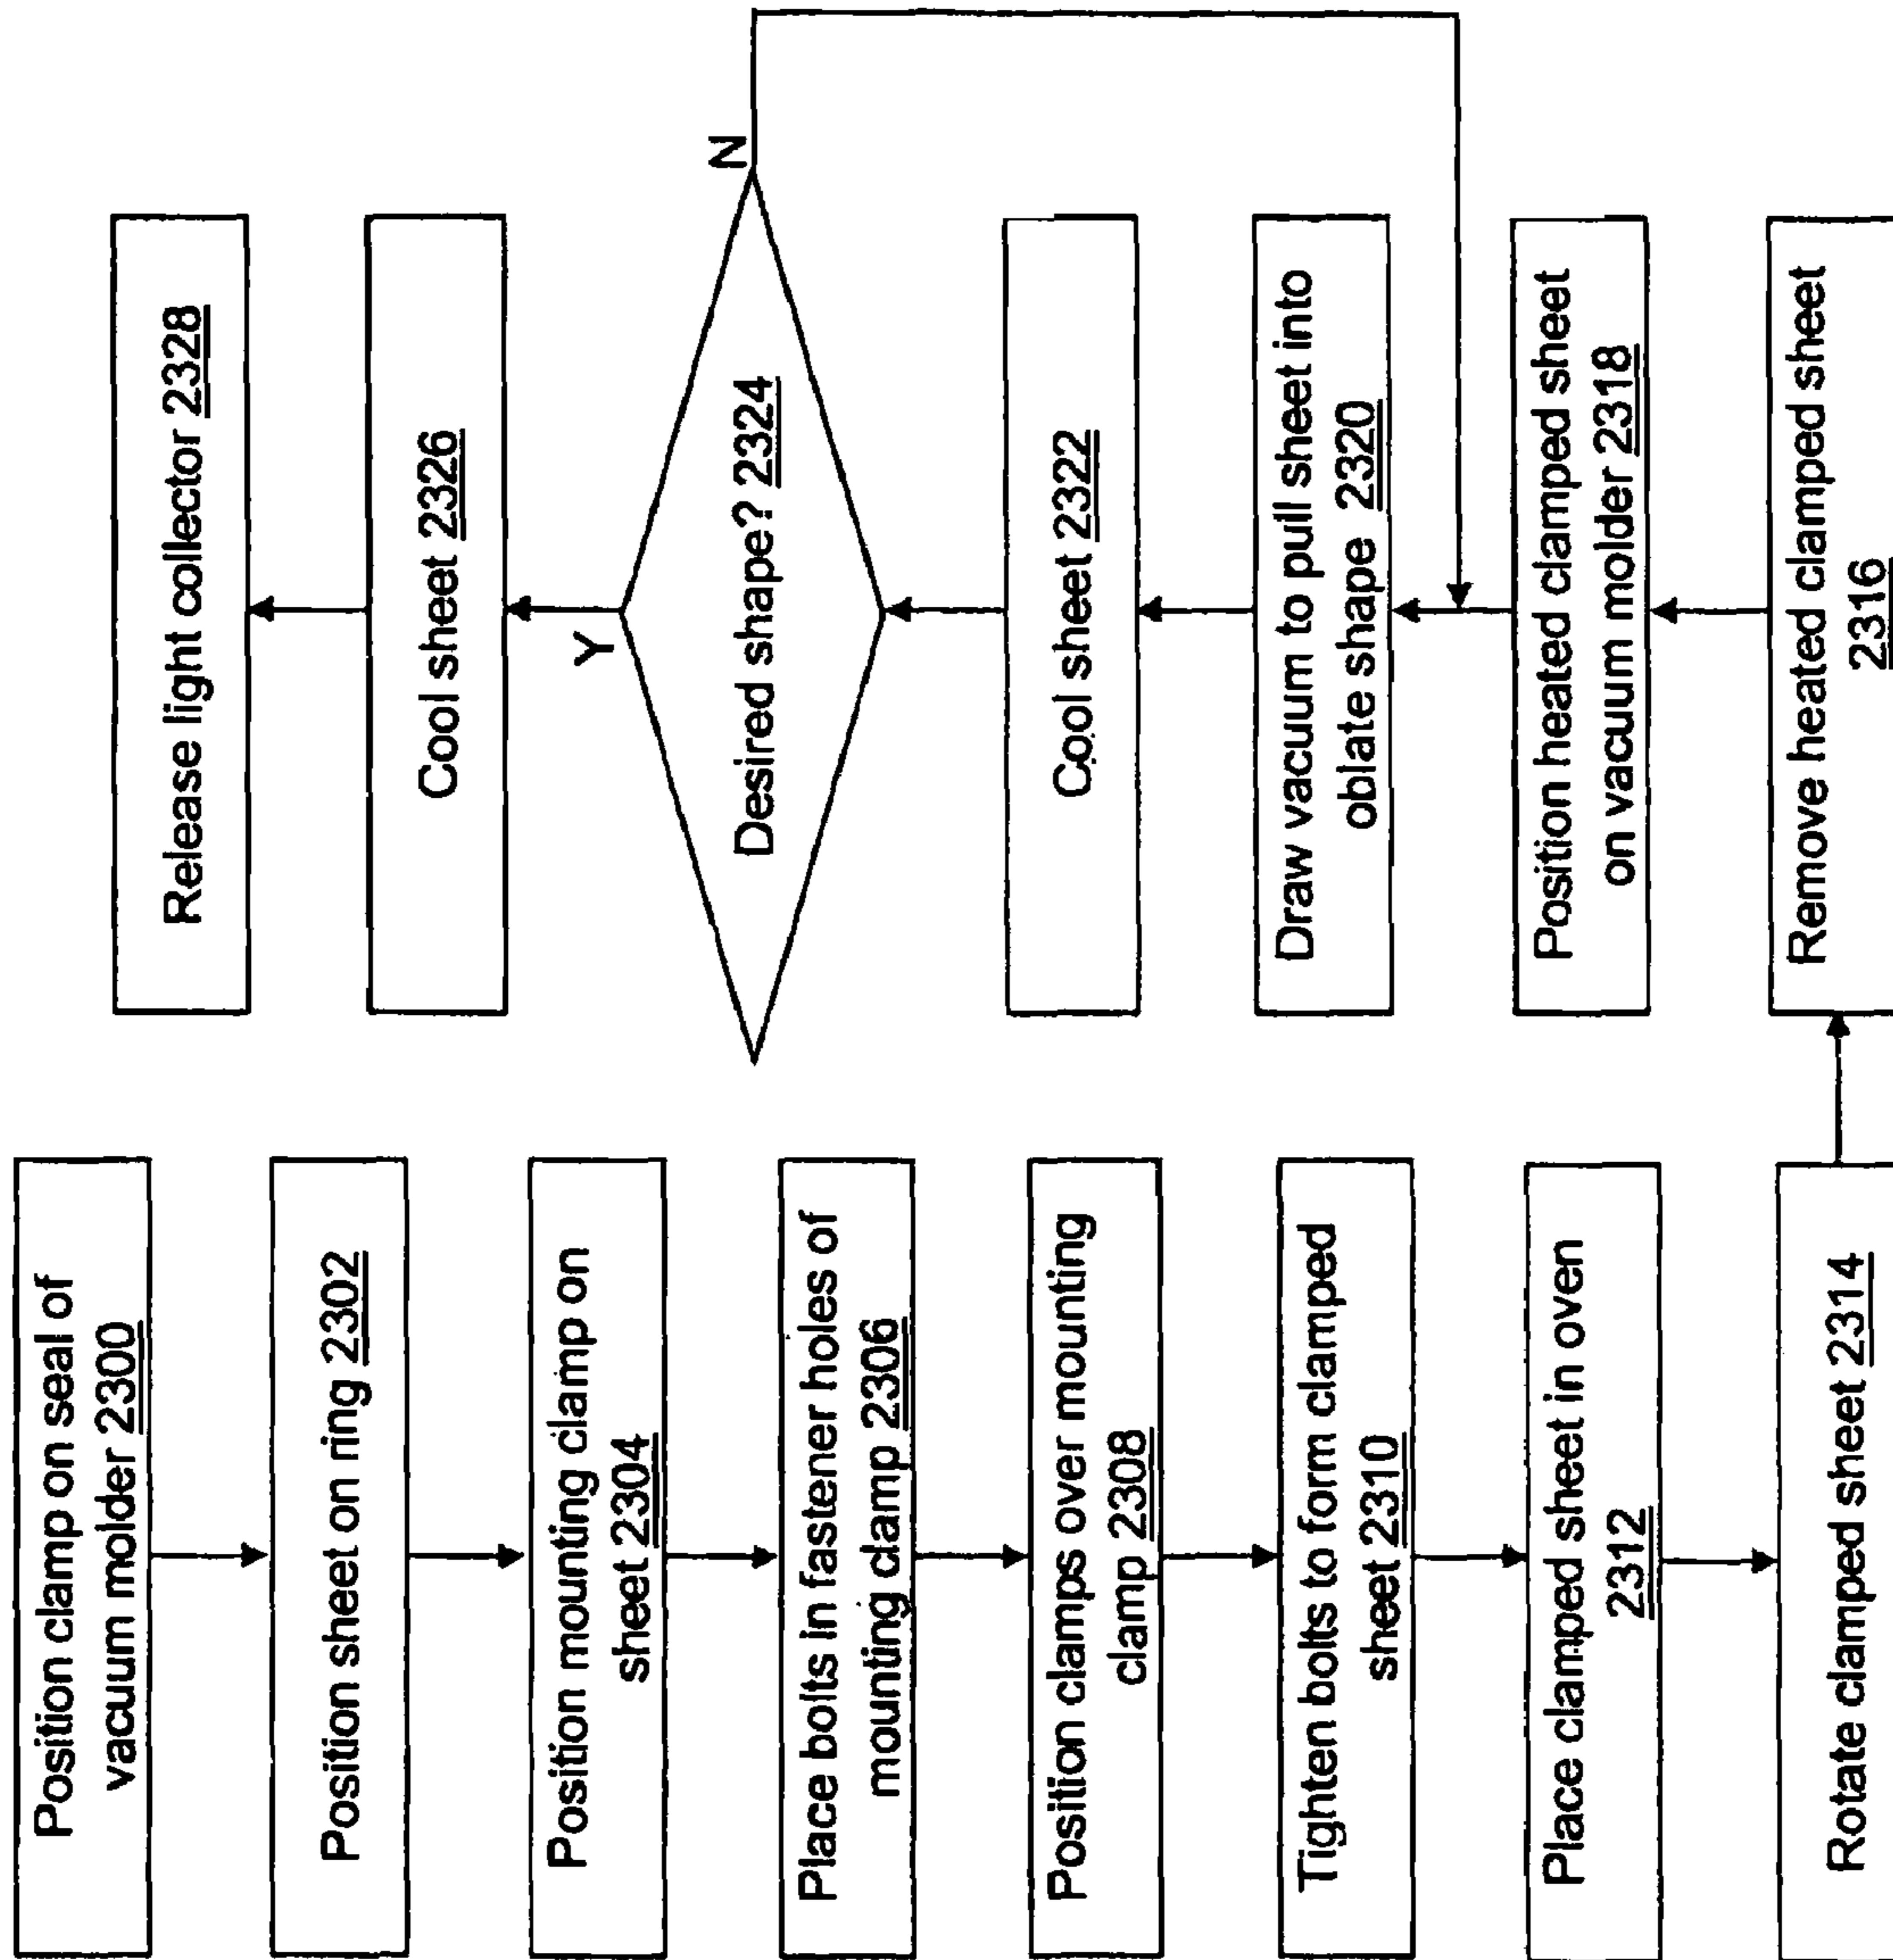 Position clamp on seal of
vacuum molder 2300
Position sheet on ring 2302
Position mounting clamp on
sheet 2304
Place bolts in fastener holes of
mounting clamp 2306
Position clamps over mounting
clamp 2308
Tighten bolts to form clamped
sheet 2310
Place clamped sheet in oven
2312
Rotate clamped sheet 2314
Remove heated clamped sheet
2316
Position heated clamped sheet
on vacuum molder 2318
Draw vacuum to pull sheet into
oblate shape 2320
Cool sheet 2322
Desired shape? 2324
N
Y
Cool sheet 2326
Release light collector 2328